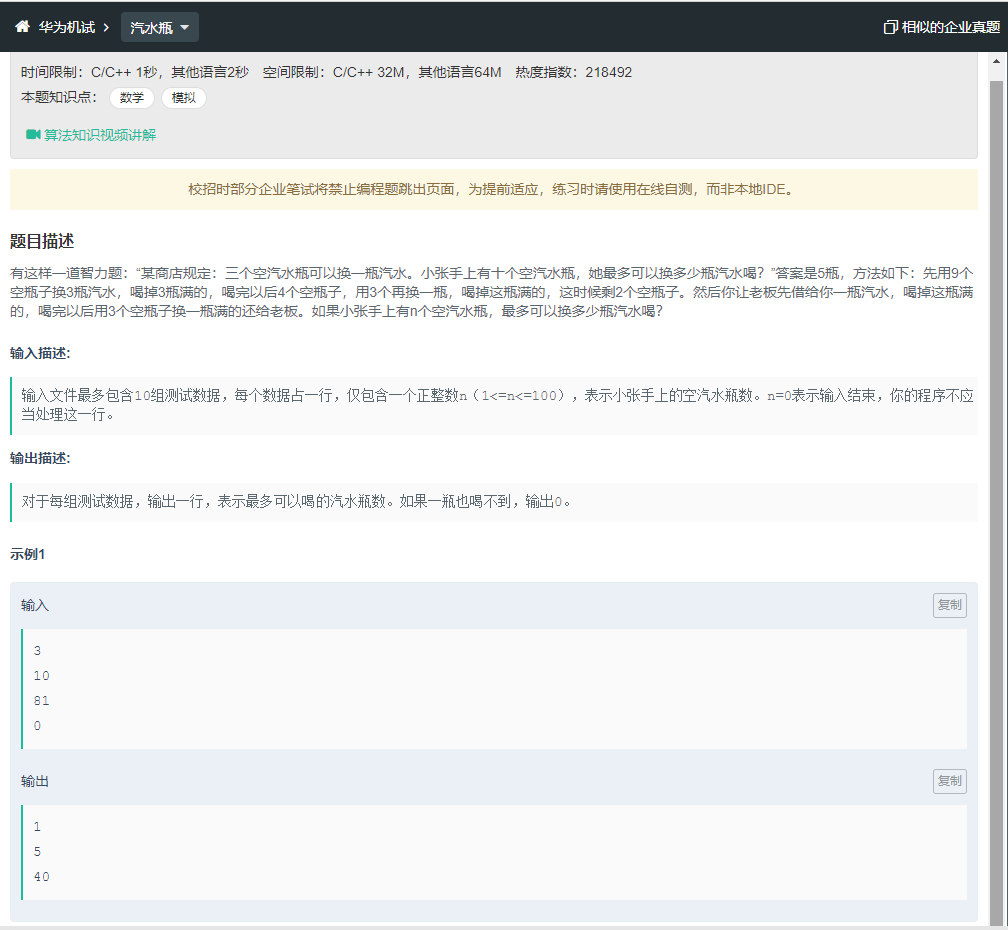 华为机试 汽水瓶 相似的企业真题
时间限制：C/C++ 1秒，其他语言2秒 空间限制：C/C++ 32M，其他语言64M 热度指数：218492
本题知识点： 数学 模拟
算法知识视频讲解
校招时部分企业笔试将禁止编程题跳出页面，为提前适应，练习时请使用在线自测，而非本地IDE。
题目描述
有这样一道智力题：“某商店规定：三个空汽水瓶可以换一瓶汽水。小张手上有十个空汽水瓶，她最多可以换多少瓶汽水喝？”答案是5瓶，方法如下：先用9个
空瓶子换3瓶汽水，喝掉3瓶满的，喝完以后4个空瓶子，用3个再换一瓶，喝掉这瓶满的，这时候剩2个空瓶子。然后你让老板先借给你一瓶汽水，喝掉这瓶满
的，喝完以后用3个空瓶子换一瓶满的还给老板。如果小张手上有n个空汽水瓶，最多可以换多少瓶汽水喝？
输入描述:
输入文件最多包含10组测试数据，每个数据占一行，仅包含一个正整数n（1<=n<=100），表示小张手上的空汽水瓶数。n=0表示输入结束，你的程序不应
当处理这一行。
输出描述:
对于每组测试数据，输出一行，表示最多可以喝的汽水瓶数。如果一瓶也喝不到，输出0。
示例1
输入 复制
3
10
81
0
输出 复制
1
5
40